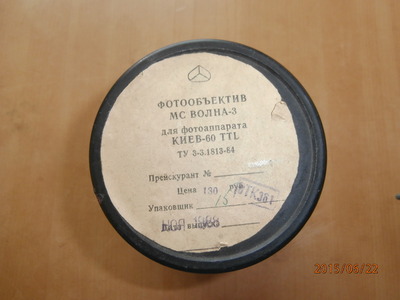 ФОТООБЪЕКТИВ
МС ВОЛНА-3
для фотоаппарата
КИЕВ-60 TTL
ТУ 3-3.1813-84
Прейскурант №
Цена 130 руб
Упаковщик 15
Дата выпуска
2015/06/22